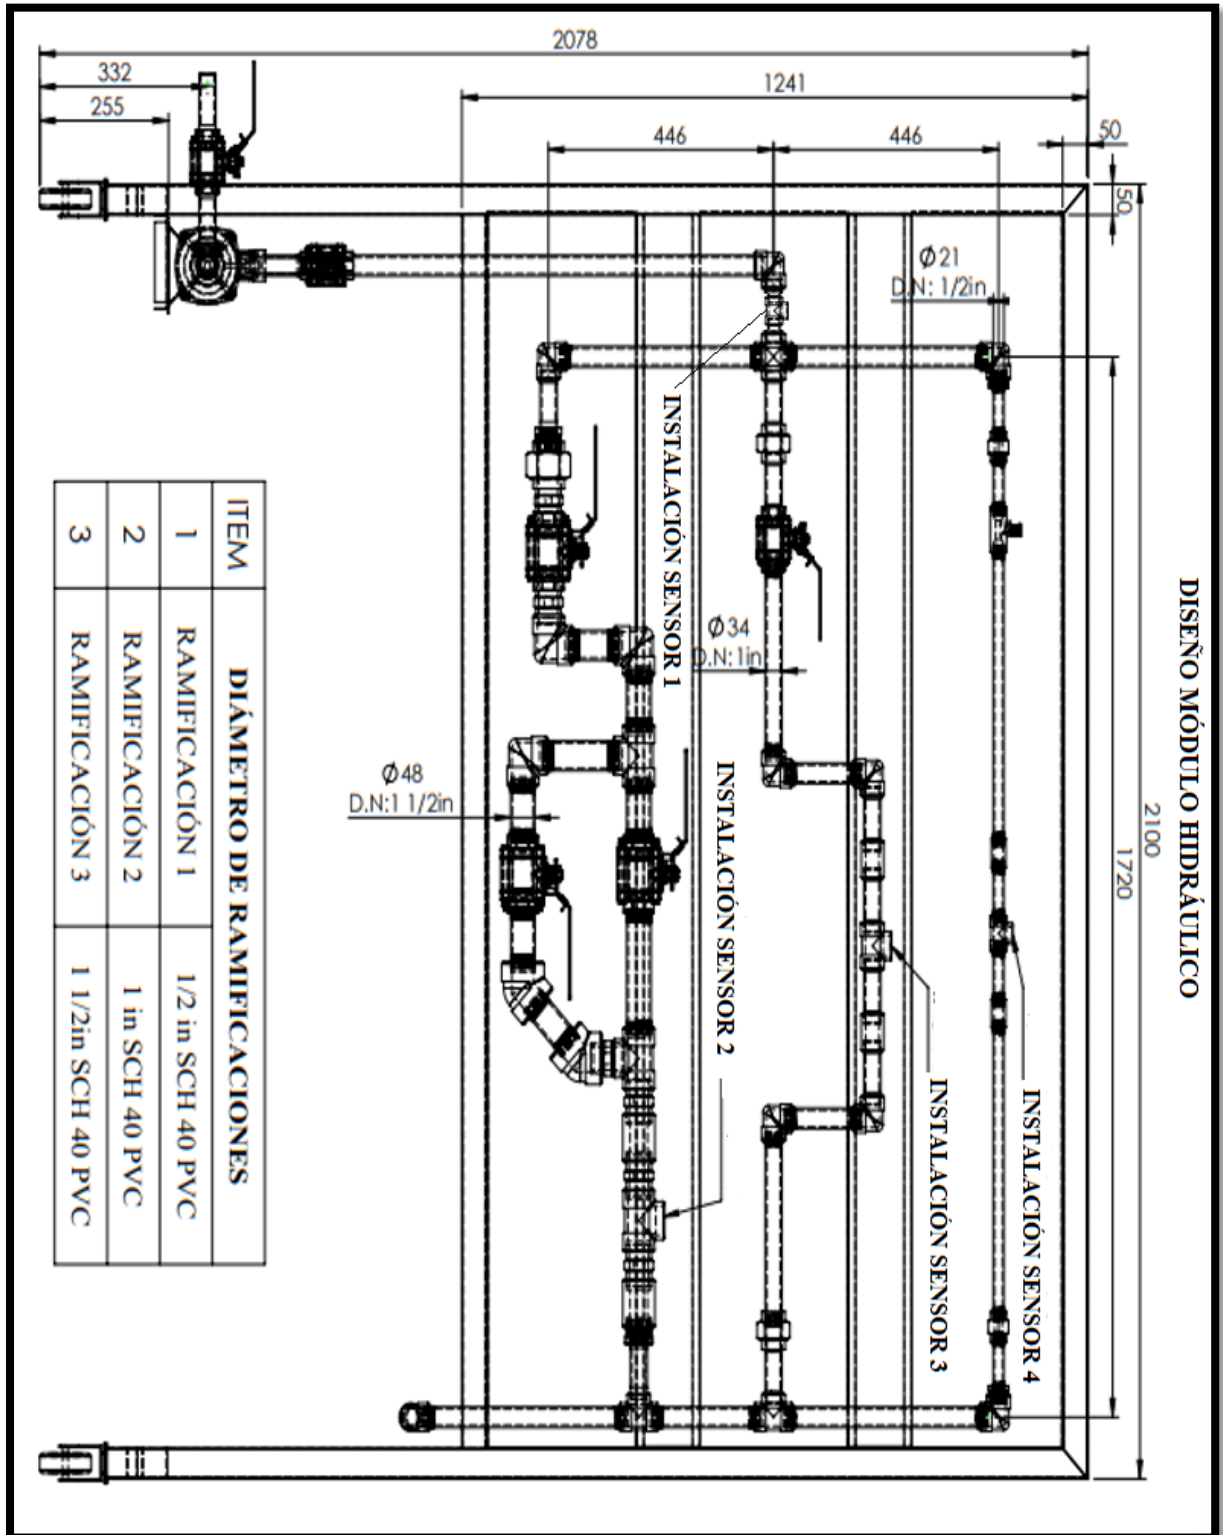 DISEÑO MÓDULO HIDRÁULICO
2078
332
255
1241
446
446
50
50
2100
1720
Ø21
D.N: 1/2in
Ø34
D.N: 1in
Ø48
D.N:1 1/2in
INSTALACIÓN SENSOR 1
INSTALACIÓN SENSOR 2
INSTALACIÓN SENSOR 3
INSTALACIÓN SENSOR 4
ITEM DIÁMETRO DE RAMIFICACIONES
1 RAMIFICACIÓN 1 1/2 in SCH 40 PVC
2 RAMIFICACIÓN 2 1 in SCH 40 PVC
3 RAMIFICACIÓN 3 1 1/2in SCH 40 PVC